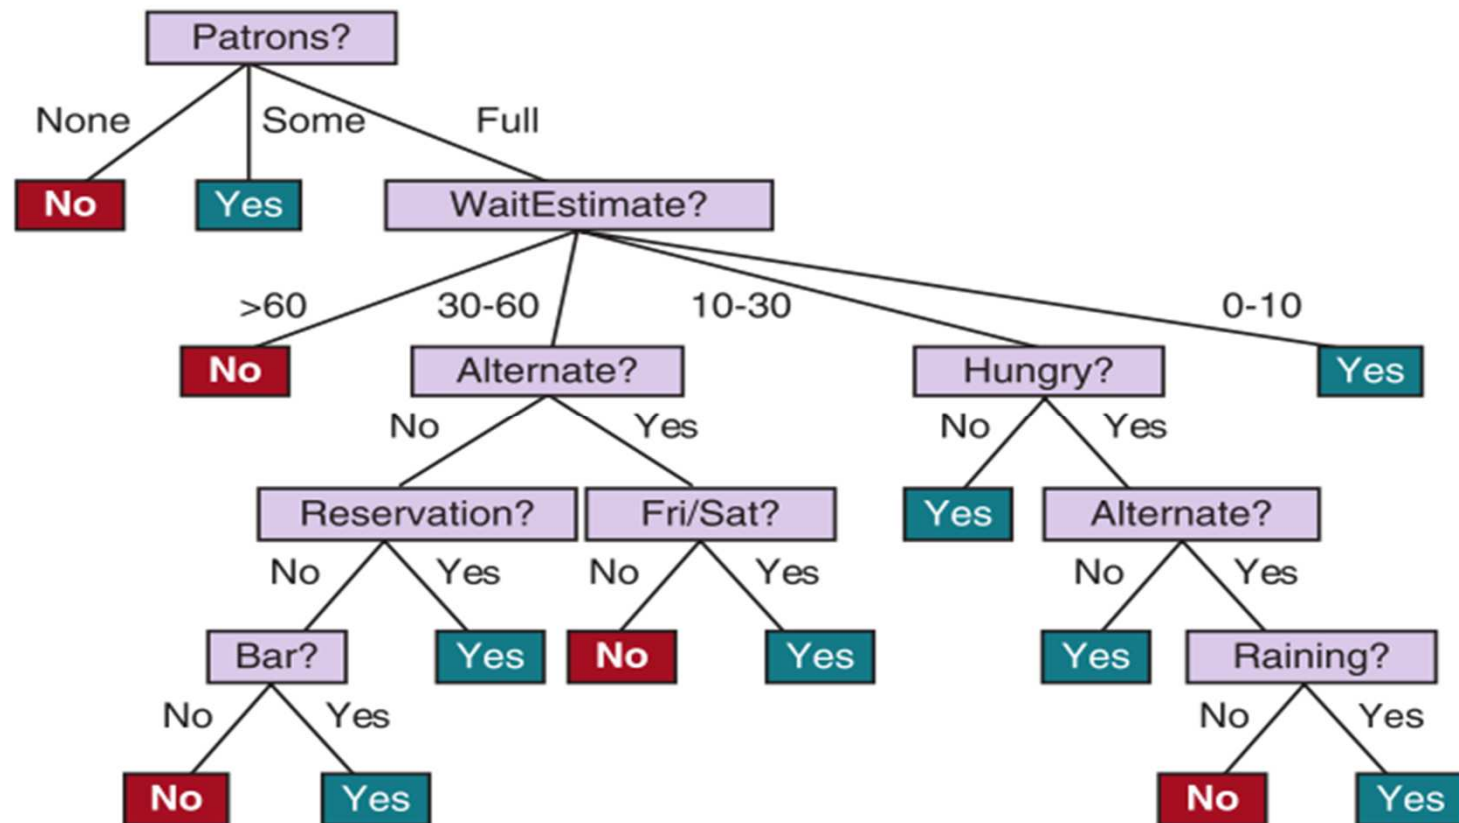 Patrons?
None Some Full
No Yes WaitEstimate?
>60 30-60 10-30 0-10
No Alternate? Hungry? Yes
No Yes No Yes
Reservation? Fri/Sat? Yes Alternate?
No Yes No Yes No Yes
Bar? Yes No Yes Yes Raining?
No Yes No Yes
No Yes No Yes